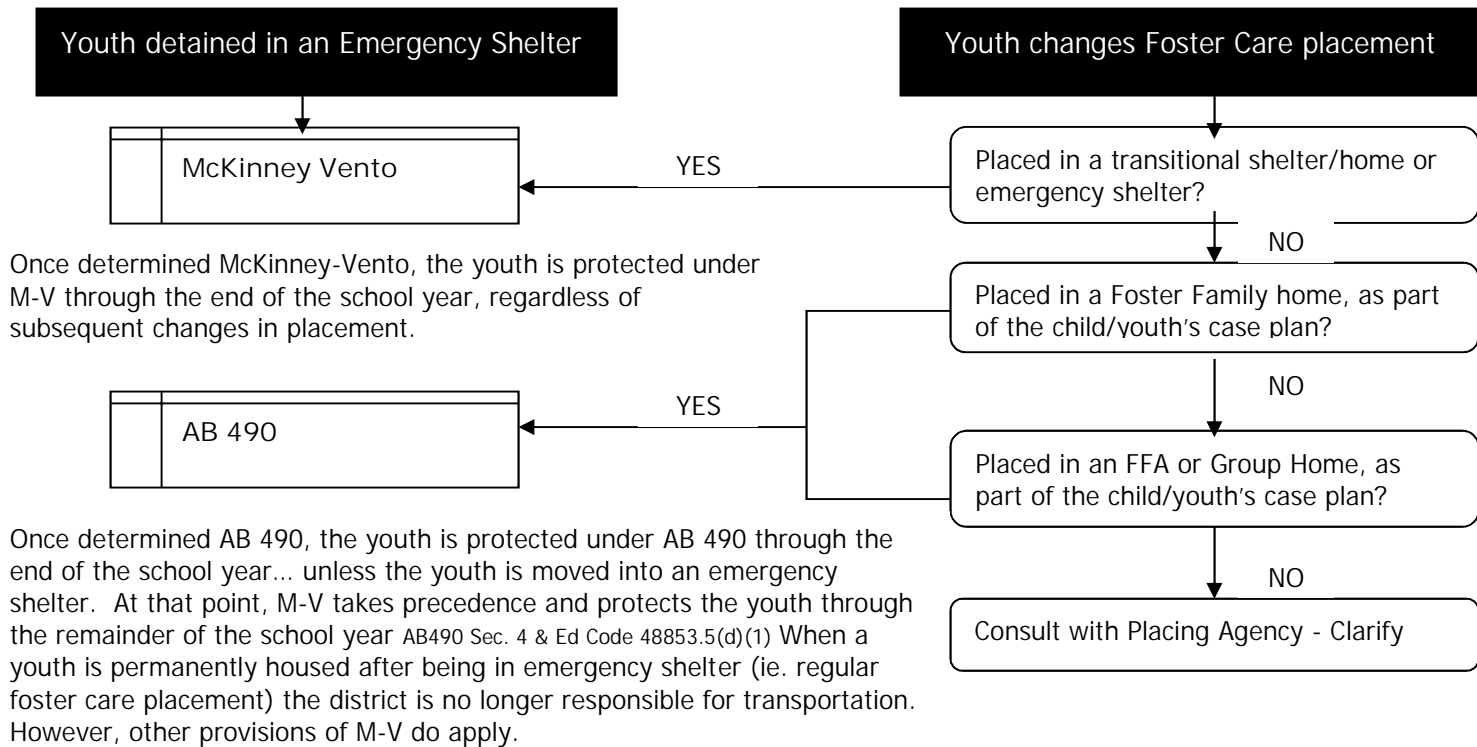 Youth detained in an Emergency Shelter
Youth changes Foster Care placement
McKinney Vento
YES
Placed in a transitional shelter/home or
emergency shelter?
NO
Once determined McKinney-Vento, the youth is protected under
M-V through the end of the school year, regardless of
subsequent changes in placement.
Placed in a Foster Family home, as part
of the child/youth's case plan?
NO
AB 490
YES
Placed in an FFA or Group Home, as
part of the child/youth's case plan?
NO
Once determined AB 490, the youth is protected under AB 490 through the
end of the school year... unless the youth is moved into an emergency
shelter.  At that point, M-V takes precedence and protects the youth through
the remainder of the school year AB490 Sec. 4 & Ed Code 48853.5(d)(1) When a
youth is permanently housed after being in emergency shelter (ie. regular
foster care placement) the district is no longer responsible for transportation.
However, other provisions of M-V do apply.
Consult with Placing Agency - Clarify